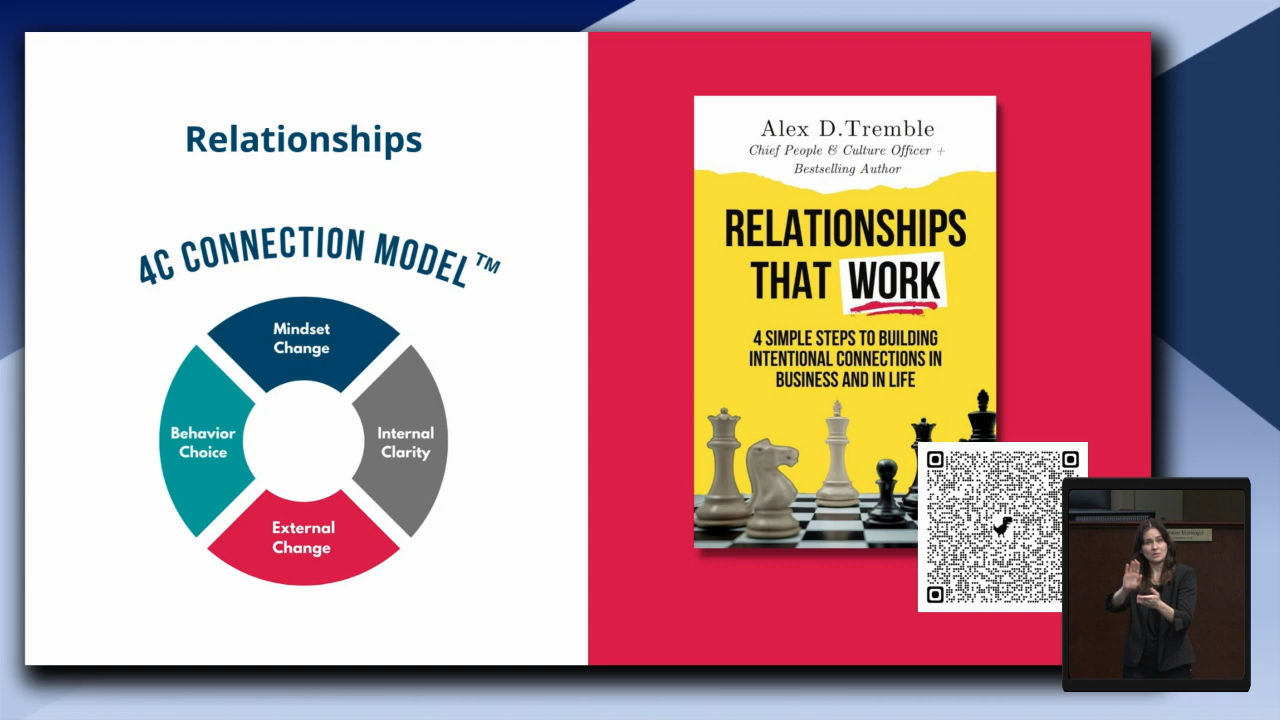 Relationships
4C CONNECTION MODEL™
Mindset
Change
Internal
Clarity
External
Change
Behavior
Choice
Alex D.Tremble
Chief People & Culture Officer +
Bestselling Author
RELATIONSHIPS
THAT WORK
4 SIMPLE STEPS TO BUILDING
INTENTIONAL CONNECTIONS IN
BUSINESS AND IN LIFE